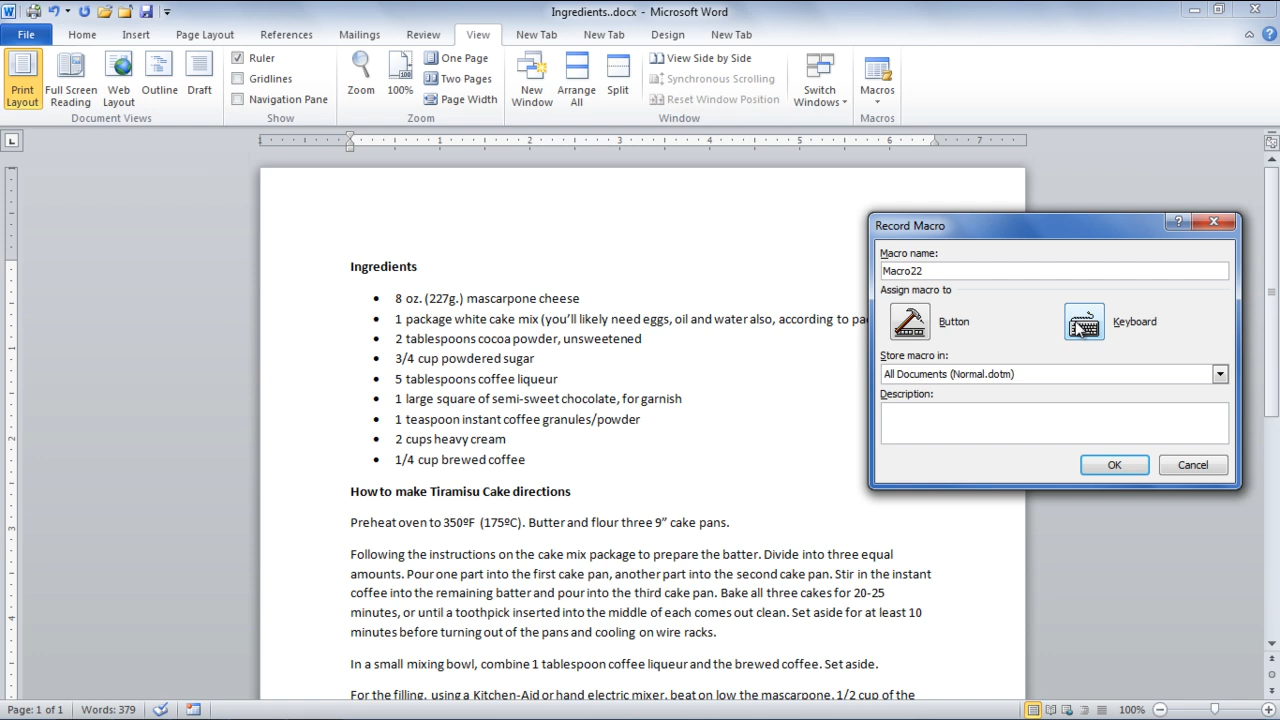 Ingredients..docx - Microsoft Word
File Home Insert Page Layout References Mailings Review View New Tab New Tab Design New Tab
Print Layout
Full Screen Reading
Web Layout
Outline
Draft
Document Views
Ruler
Gridlines
Navigation Pane
Show
Zoom
100%
One Page
Two Pages
Page Width
Zoom
New Window
Arrange All
Split
View Side by Side
Synchronous Scrolling
Reset Window Position
Window
Switch Windows
Macros
Macros
1 1 2 3 4 5 6 7
Ingredients
• 8 oz. (227g.) mascarpone cheese
• 1 package white cake mix (you’ll likely need eggs, oil and water also, according to pa
• 2 tablespoons cocoa powder, unsweetened
• 3/4 cup powdered sugar
• 5 tablespoons coffee liqueur
• 1 large square of semi-sweet chocolate, for garnish
• 1 teaspoon instant coffee granules/powder
• 2 cups heavy cream
• 1/4 cup brewed coffee
How to make Tiramisu Cake directions
Preheat oven to 350ºF (175ºC). Butter and flour three 9” cake pans.
Following the instructions on the cake mix package to prepare the batter. Divide into three equal
amounts. Pour one part into the first cake pan, another part into the second cake pan. Stir in the instant
coffee into the remaining batter and pour into the third cake pan. Bake all three cakes for 20-25
minutes, or until a toothpick inserted into the middle of each comes out clean. Set aside for at least 10
minutes before turning out of the pans and cooling on wire racks.
In a small mixing bowl, combine 1 tablespoon coffee liqueur and the brewed coffee. Set aside.
For the filling, using a Kitchen-Aid or hand electric mixer, beat on low the mascarpone, 1/2 cup of the
Record Macro
Macro name:
Macro22
Assign macro to
Button
Keyboard
Store macro in:
All Documents (Normal.dotm)
Description:
OK
Cancel
Page: 1 of 1 Words: 379 100%